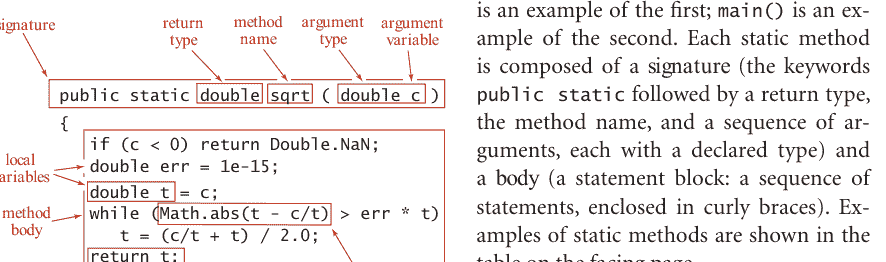 signature
return type
method name
argument type
argument variable
public static double sqrt ( double c )
{
if (c < 0) return Double.NaN;
double err = 1e-15;
local
variables
double t = c;
method
body
while (Math.abs(t - c/t) > err * t)
t = (c/t + t) / 2.0;
return t;
is an example of the first; main() is an ex-
ample of the second. Each static method
is composed of a signature (the keywords
public static followed by a return type,
the method name, and a sequence of ar-
guments, each with a declared type) and
a body (a statement block: a sequence of
statements, enclosed in curly braces). Ex-
amples of static methods are shown in the
table on the facing page.